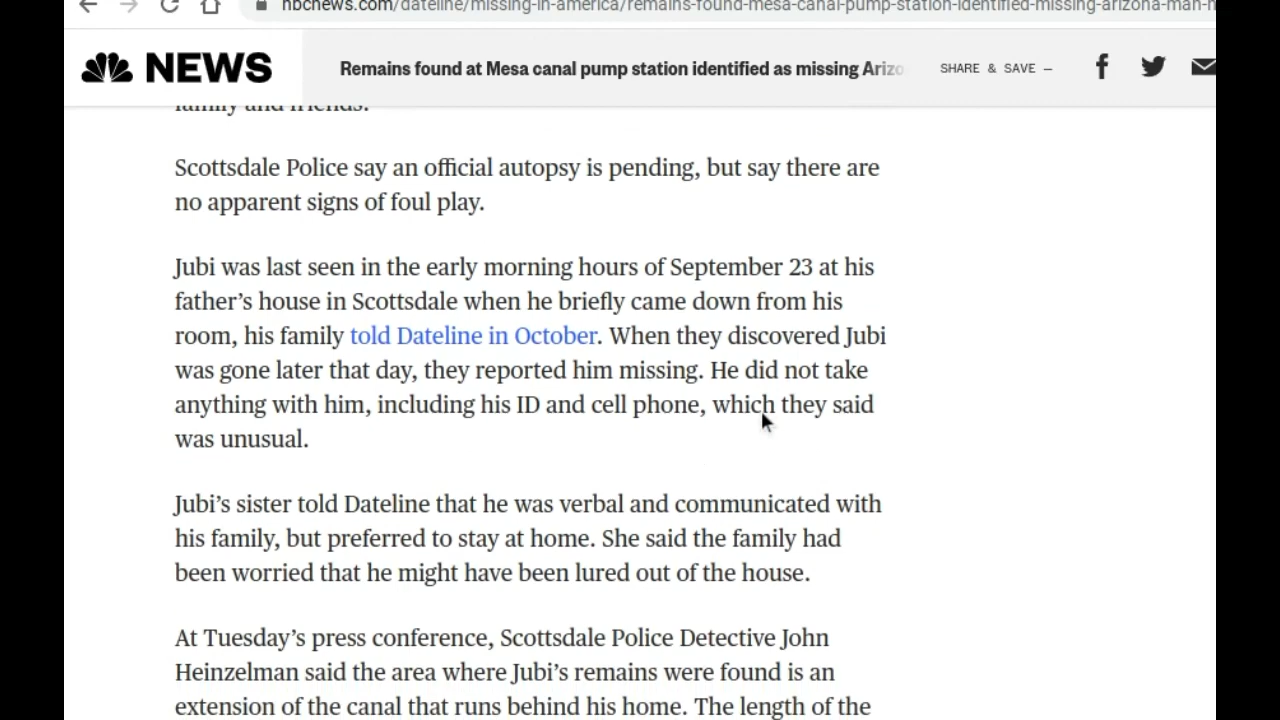 nbcnews.com/dateline/missing-in-america/remains-found-mesa-canal-pump-station-identified-missing-arizona-man-
NEWS
Remains found at Mesa canal pump station identified as missing Arizo
SHARE & SAVE —
family and friends.
Scottsdale Police say an official autopsy is pending, but say there are
no apparent signs of foul play.
Jubi was last seen in the early morning hours of September 23 at his
father’s house in Scottsdale when he briefly came down from his
room, his family told Dateline in October. When they discovered Jubi
was gone later that day, they reported him missing. He did not take
anything with him, including his ID and cell phone, which they said
was unusual.
Jubi’s sister told Dateline that he was verbal and communicated with
his family, but preferred to stay at home. She said the family had
been worried that he might have been lured out of the house.
At Tuesday’s press conference, Scottsdale Police Detective John
Heinzelman said the area where Jubi’s remains were found is an
extension of the canal that runs behind his home. The length of the